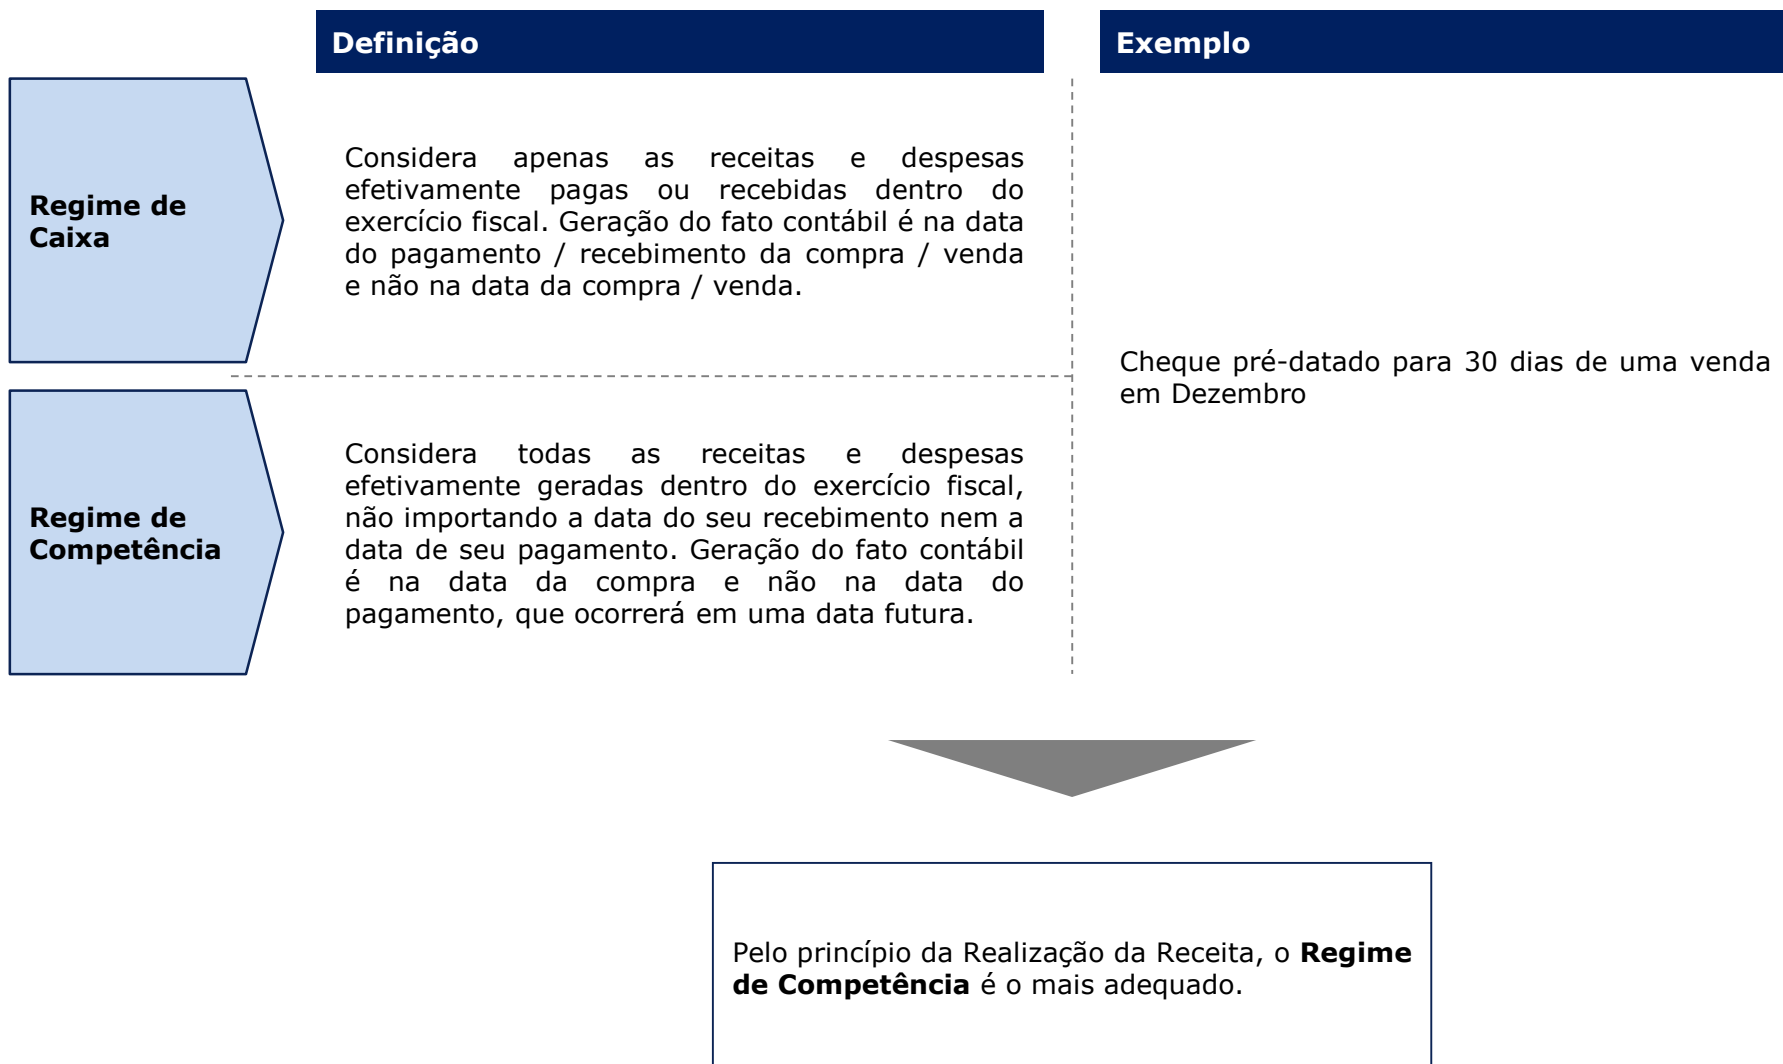 Definição
Exemplo
Regime de
Caixa
Considera apenas as receitas e despesas
efetivamente pagas ou recebidas dentro do
exercício fiscal. Geração do fato contábil é na data
do pagamento / recebimento da compra / venda
e não na data da compra / venda.
Cheque pré-datado para 30 dias de uma venda
em Dezembro
Regime de
Competência
Considera todas as receitas e despesas
efetivamente geradas dentro do exercício fiscal,
não importando a data do seu recebimento nem a
data de seu pagamento. Geração do fato contábil
é na data da compra e não na data do
pagamento, que ocorrerá em uma data futura.
Pelo princípio da Realização da Receita, o Regime
de Competência é o mais adequado.